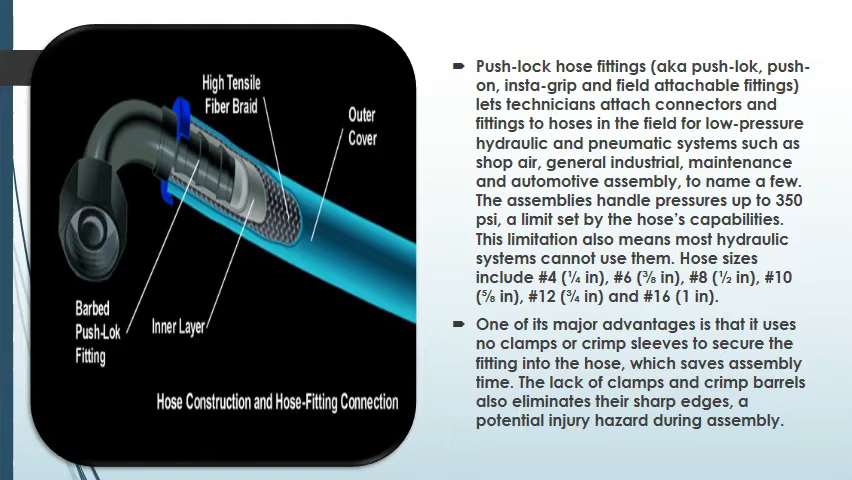 High Tensile
Fiber Braid
Outer
Cover
Barbed
Push-Lok
Fitting
Inner Layer
Hose Construction and Hose-Fitting Connection
Push-lock hose fittings (aka push-lok, push-
on, insta-grip and field attachable fittings)
lets technicians attach connectors and
fittings to hoses in the field for low-pressure
hydraulic and pneumatic systems such as
shop air, general industrial, maintenance
and automotive assembly, to name a few.
The assemblies handle pressures up to 350
psi, a limit set by the hose’s capabilities.
This limitation also means most hydraulic
systems cannot use them. Hose sizes
include #4 (¼ in), #6 (⅜ in), #8 (½ in), #10
(⅝ in), #12 (¾ in) and #16 (1 in).
One of its major advantages is that it uses
no clamps or crimp sleeves to secure the
fitting into the hose, which saves assembly
time. The lack of clamps and crimp barrels
also eliminates their sharp edges, a
potential injury hazard during assembly.